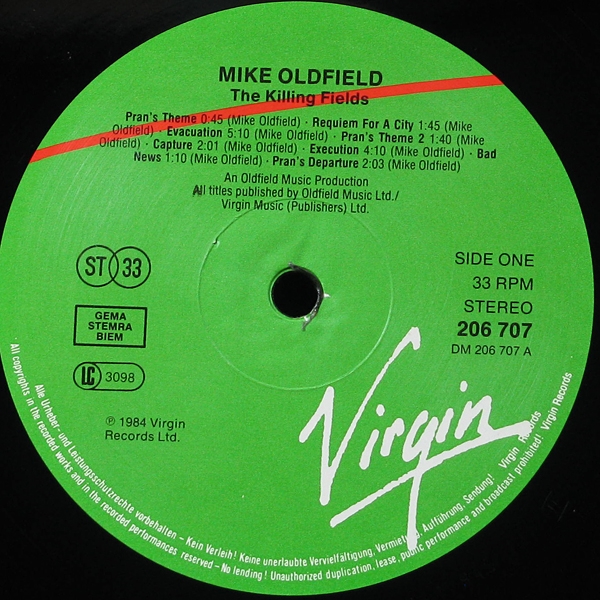 MIKE OLDFIELD
The Killing Fields
Pran's Theme 0:45 (Mike Oldfield) · Requiem For A City 1:45 (Mike
Oldfield) · Evacuation 5:10 (Mike Oldfield) · Pran's Theme 2 1:40 (Mike
Oldfield) · Capture 2:01 (Mike Oldfield) · Execution 4:10 (Mike Oldfield) · Bad
News 1:10 (Mike Oldfield) · Pran's Departure 2:03 (Mike Oldfield)
An Oldfield Music Production
All titles published by Oldfield Music Ltd./
Virgin Music (Publishers) Ltd.
ST 33
GEMA
STEMRA
BIEM
LC 3098
℗ 1984 Virgin
Records Ltd.
SIDE ONE
33 RPM
STEREO
206 707
DM 206 707 A
Virgin
Alle Urheber- und Leistungsschutzrechte vorbehalten – Kein Verleih! Keine unerlaubte Vervielfältigung, Vermietung, Aufführung, Sendung! Virgin Records
All copyrights in the recorded works and in the recorded performances reserved – No lending! Unauthorized duplication, lease, public performance and broadcast prohibited! Virgin Records